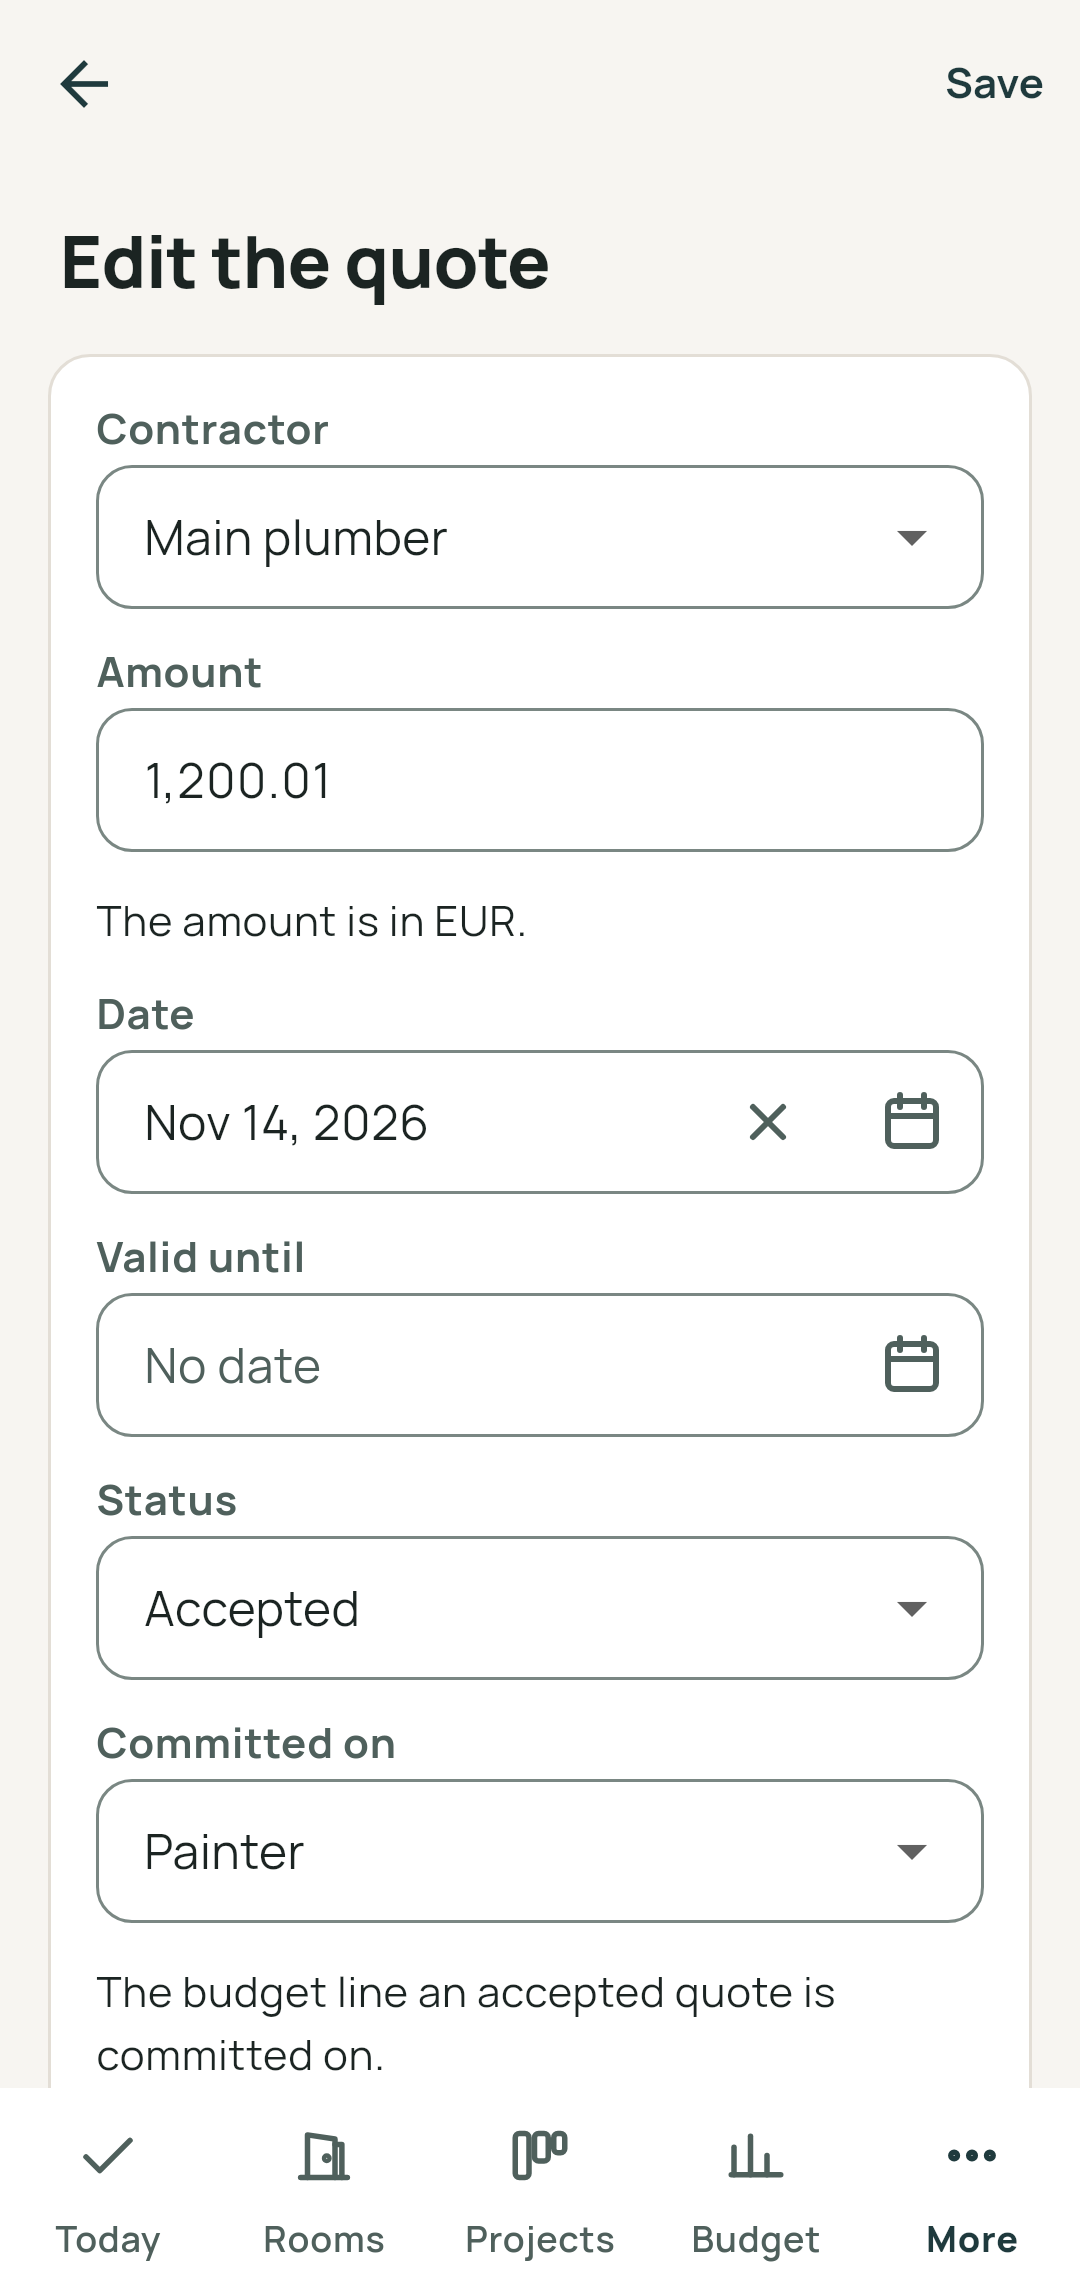 Save
Edit the quote
Contractor
Main plumber
Amount
1,200.01
The amount is in EUR.
Date
Nov 14, 2026
Valid until
No date
Status
Accepted
Committed on
Painter
The budget line an accepted quote is
committed on.
Today
Rooms
Projects
Budget
More